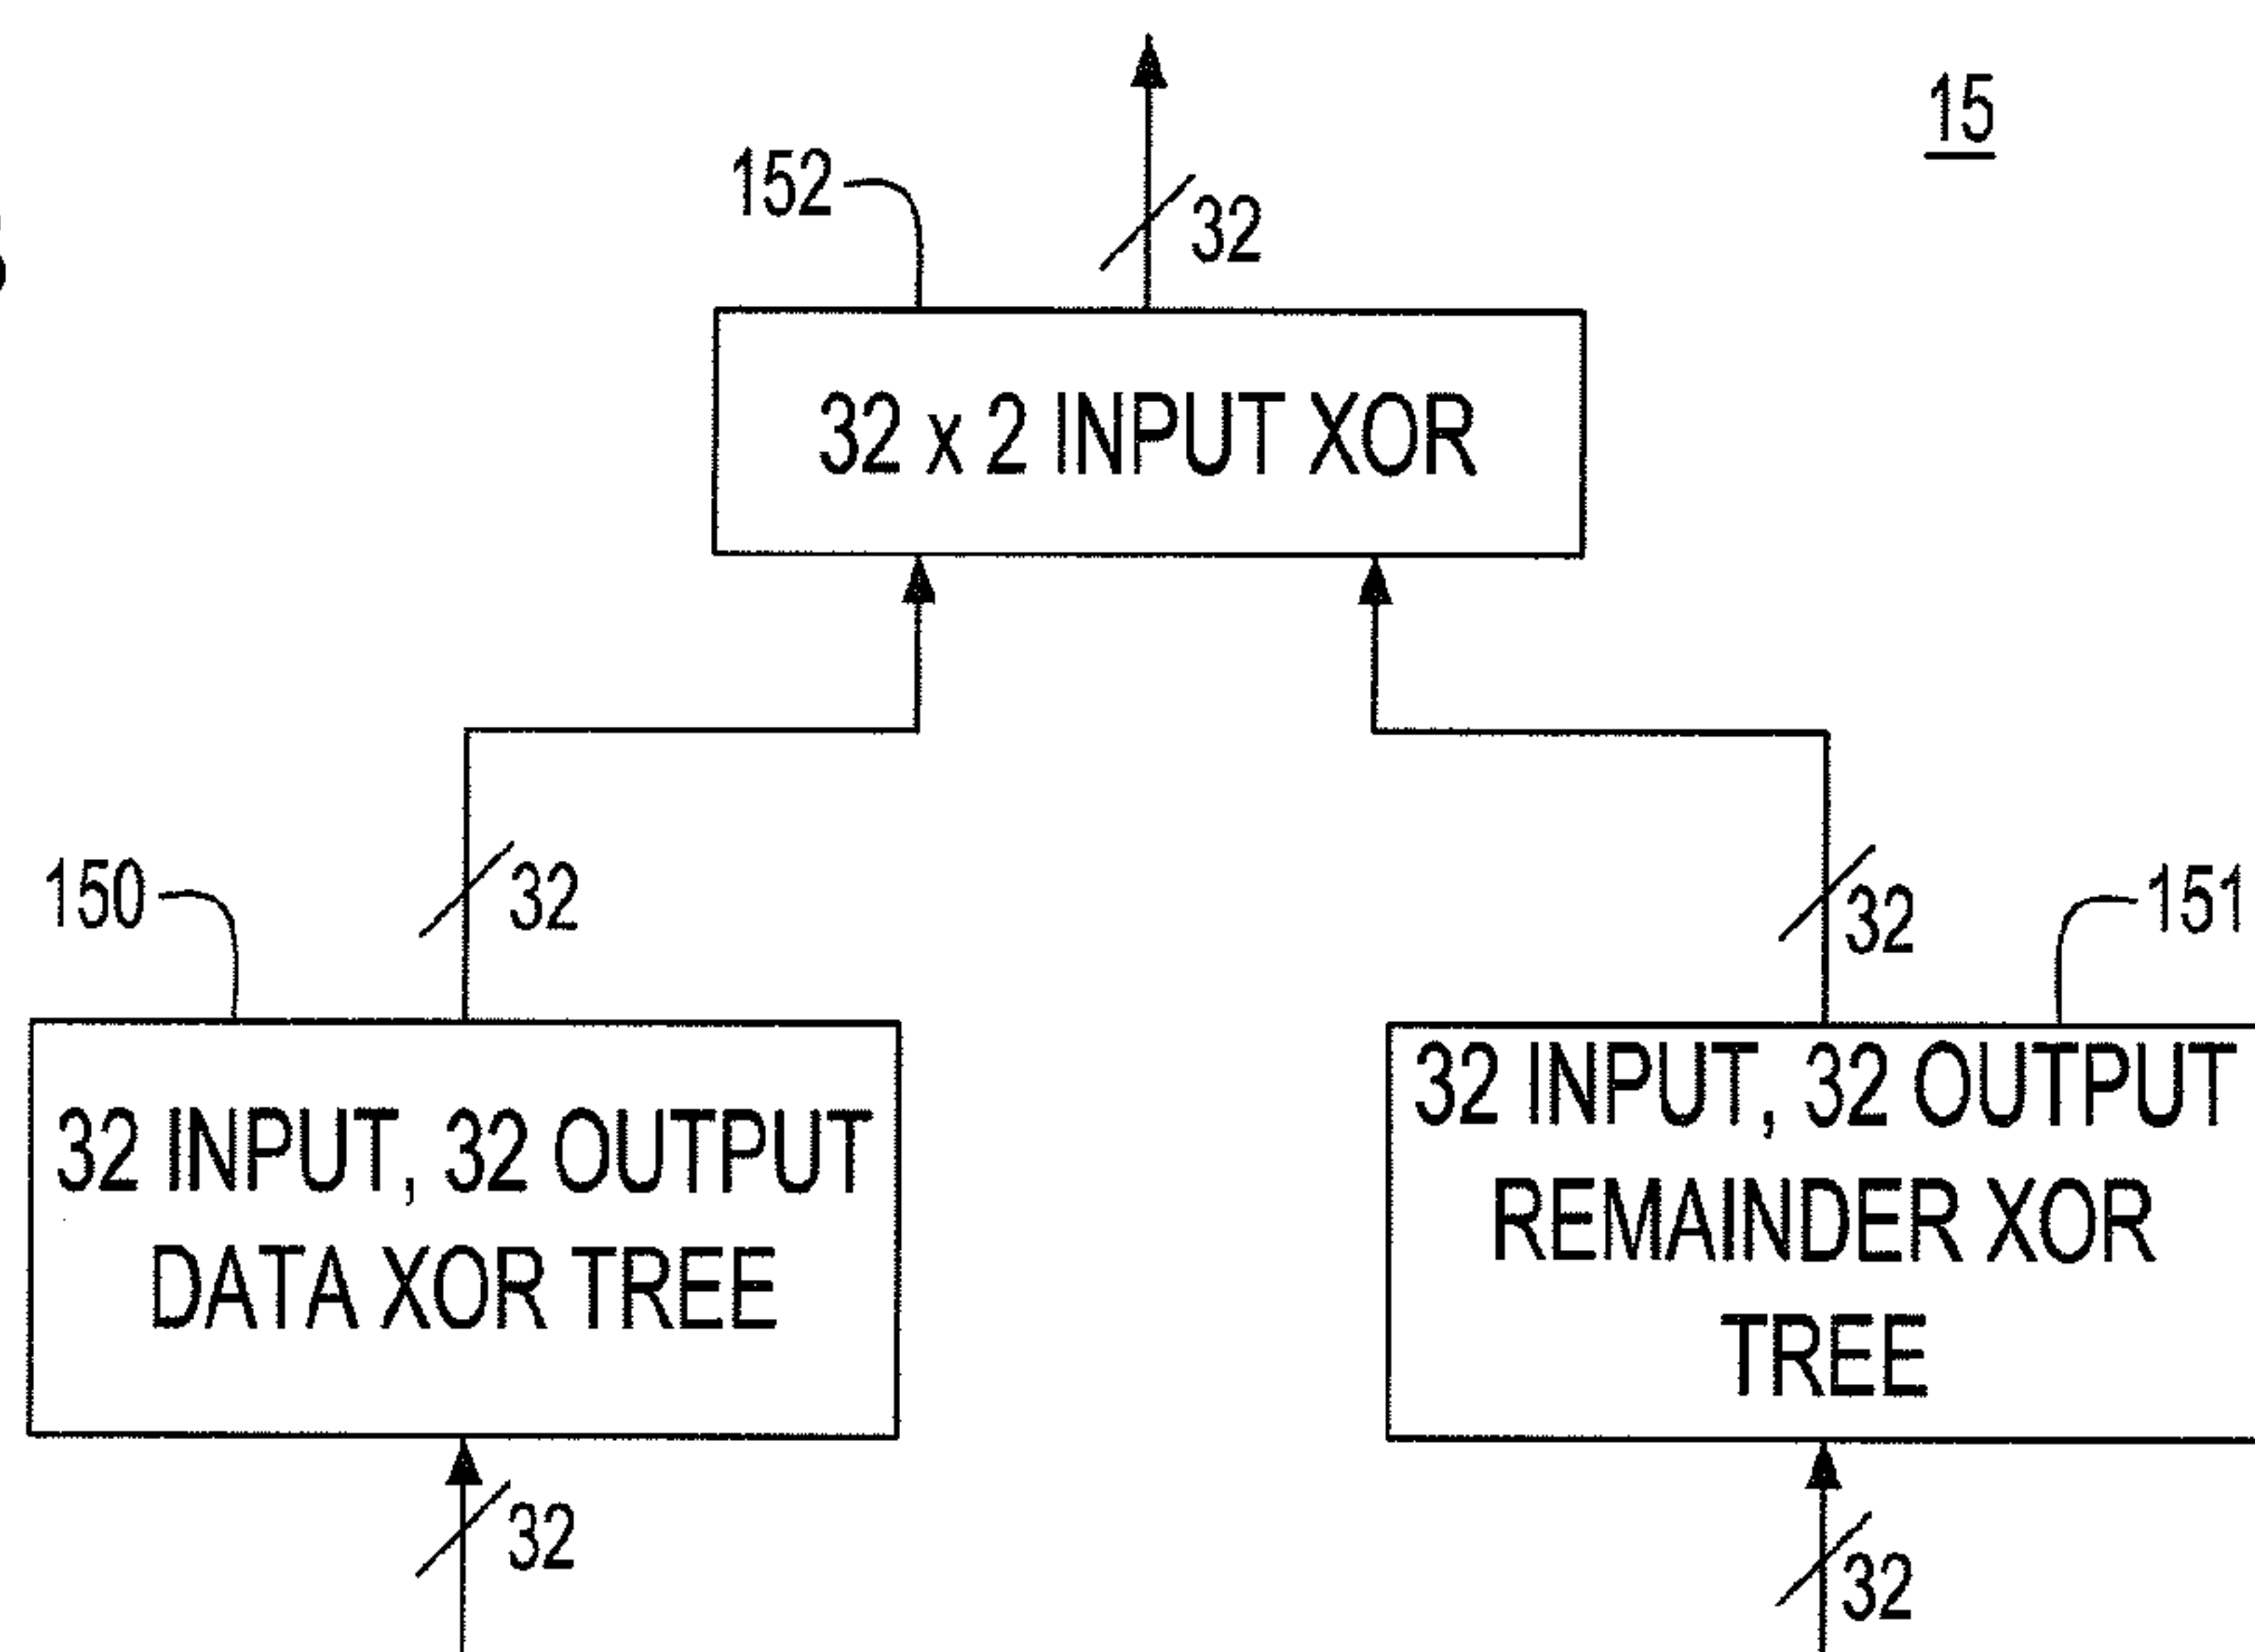 15
152
32
32 x 2 INPUT XOR
150
32
32
151
32 INPUT, 32 OUTPUT
DATA XOR TREE
32 INPUT, 32 OUTPUT
REMAINDER XOR
TREE
32
32